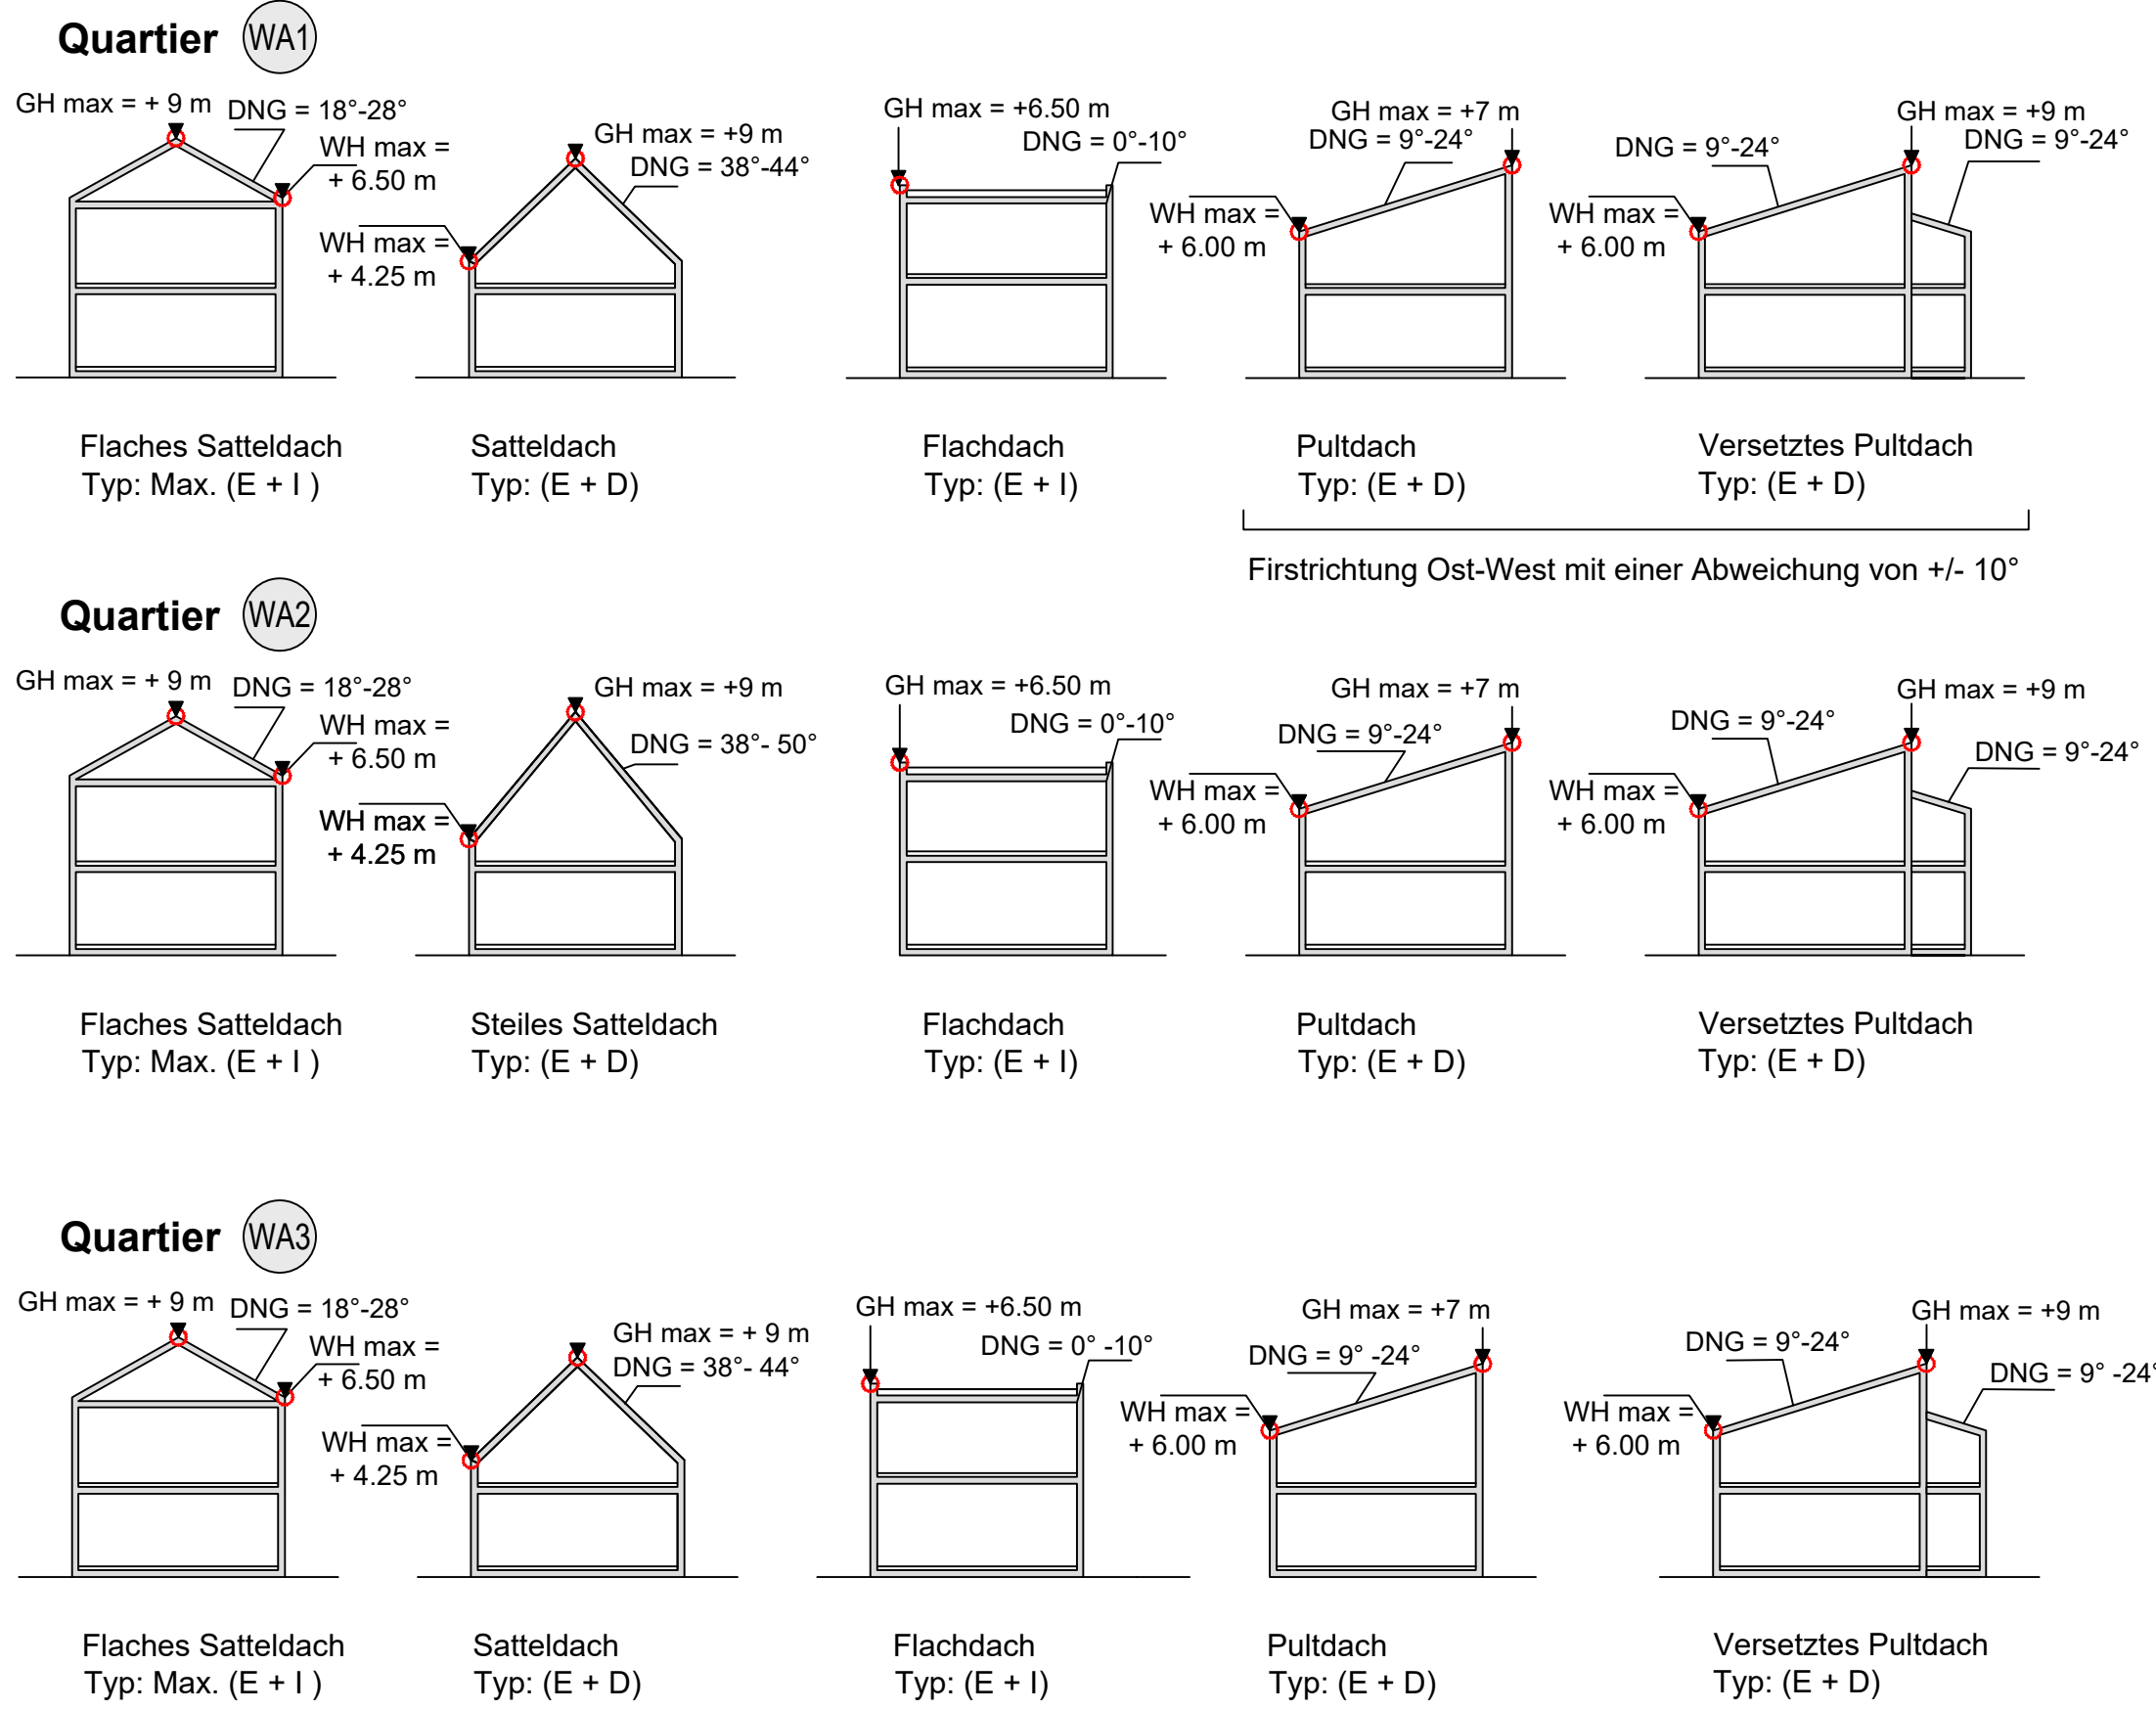 Quartier WA1
GH max = + 9 m
DNG = 18°-28°
WH max =
+ 6.50 m
GH max = +9 m
DNG = 38°-44°
WH max =
+ 4.25 m
GH max = +6.50 m
DNG = 0°-10°
GH max = +7 m
DNG = 9°-24°
WH max =
+ 6.00 m
GH max = +9 m
DNG = 9°-24°
DNG = 9°-24°
WH max =
+ 6.00 m
Flaches Satteldach
Typ: Max. (E + I )
Satteldach
Typ: (E + D)
Flachdach
Typ: (E + I)
Pultdach
Typ: (E + D)
Versetztes Pultdach
Typ: (E + D)
Firstrichtung Ost-West mit einer Abweichung von +/- 10°
Quartier WA2
GH max = + 9 m
DNG = 18°-28°
WH max =
+ 6.50 m
GH max = +9 m
DNG = 38°- 50°
WH max =
+ 4.25 m
GH max = +6.50 m
DNG = 0°-10°
GH max = +7 m
DNG = 9°-24°
WH max =
+ 6.00 m
GH max = +9 m
DNG = 9°-24°
DNG = 9°-24°
WH max =
+ 6.00 m
Flaches Satteldach
Typ: Max. (E + I )
Steiles Satteldach
Typ: (E + D)
Flachdach
Typ: (E + I)
Pultdach
Typ: (E + D)
Versetztes Pultdach
Typ: (E + D)
Quartier WA3
GH max = + 9 m
DNG = 18°-28°
WH max =
+ 6.50 m
GH max = + 9 m
DNG = 38°- 44°
WH max =
+ 4.25 m
GH max = +6.50 m
DNG = 0° -10°
GH max = +7 m
DNG = 9° -24°
WH max =
+ 6.00 m
GH max = +9 m
DNG = 9°-24°
DNG = 9° -24°
WH max =
+ 6.00 m
Flaches Satteldach
Typ: Max. (E + I )
Satteldach
Typ: (E + D)
Flachdach
Typ: (E + I)
Pultdach
Typ: (E + D)
Versetztes Pultdach
Typ: (E + D)